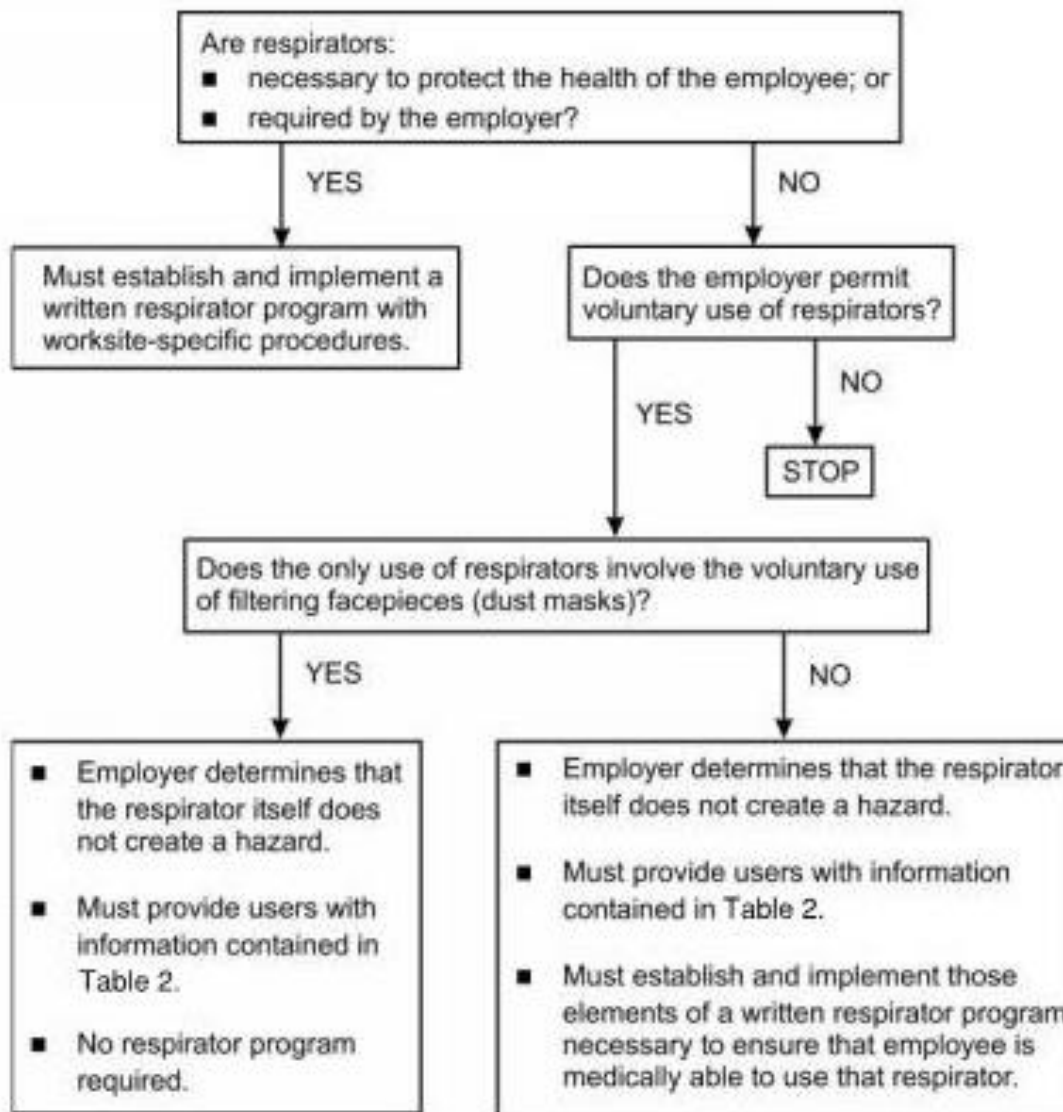 Are respirators:
■ necessary to protect the health of the employee; or
■ required by the employer?
YES
NO
Must establish and implement a
written respirator program with
worksite-specific procedures.
Does the employer permit
voluntary use of respirators?
YES
NO
STOP
Does the only use of respirators involve the voluntary use
of filtering facepieces (dust masks)?
YES
NO
■ Employer determines that
the respirator itself does
not create a hazard.
■ Must provide users with
information contained in
Table 2.
■ No respirator program
required.
■ Employer determines that the respirator
itself does not create a hazard.
■ Must provide users with information
contained in Table 2.
■ Must establish and implement those
elements of a written respirator program
necessary to ensure that employee is
medically able to use that respirator.